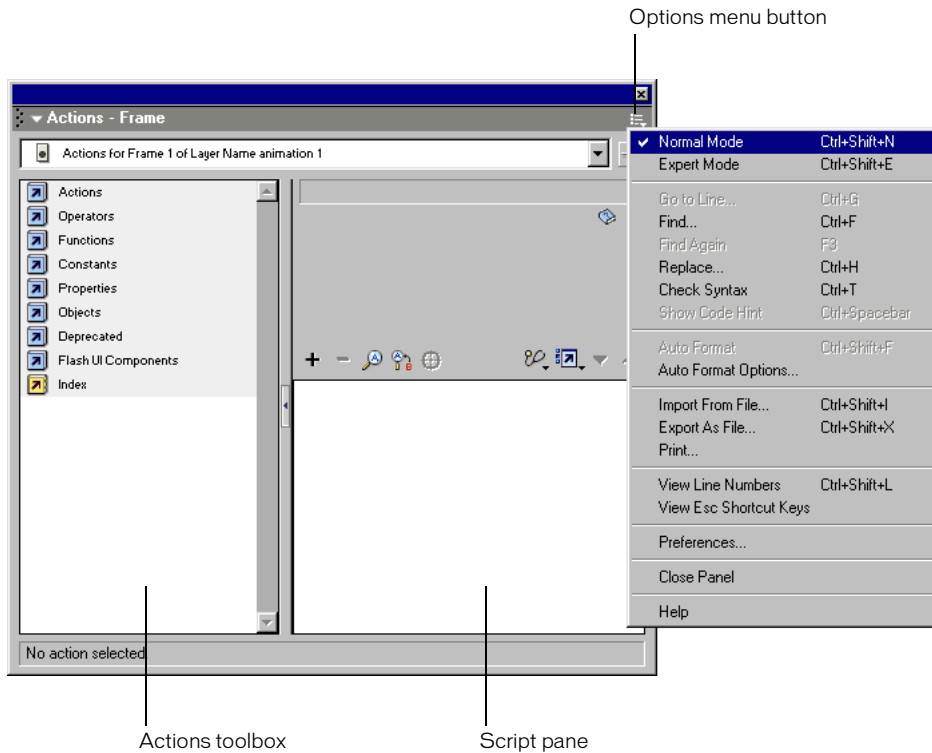 Options menu button
Actions - Frame
Actions for Frame 1 of Layer Name animation 1
Actions
Operators
Functions
Constants
Properties
Objects
Deprecated
Flash UI Components
Index
Normal Mode Ctrl+Shift+N
Expert Mode Ctrl+Shift+E
Go to Line... Ctrl+G
Find... Ctrl+F
Find Again F3
Replace... Ctrl+H
Check Syntax Ctrl+T
Show Code Hint Ctrl+Spacebar
Auto Format Ctrl+Shift+F
Auto Format Options...
Import From File... Ctrl+Shift+I
Export As File... Ctrl+Shift+X
Print...
View Line Numbers Ctrl+Shift+L
View Esc Shortcut Keys
Preferences...
Close Panel
Help
No action selected
Actions toolbox
Script pane